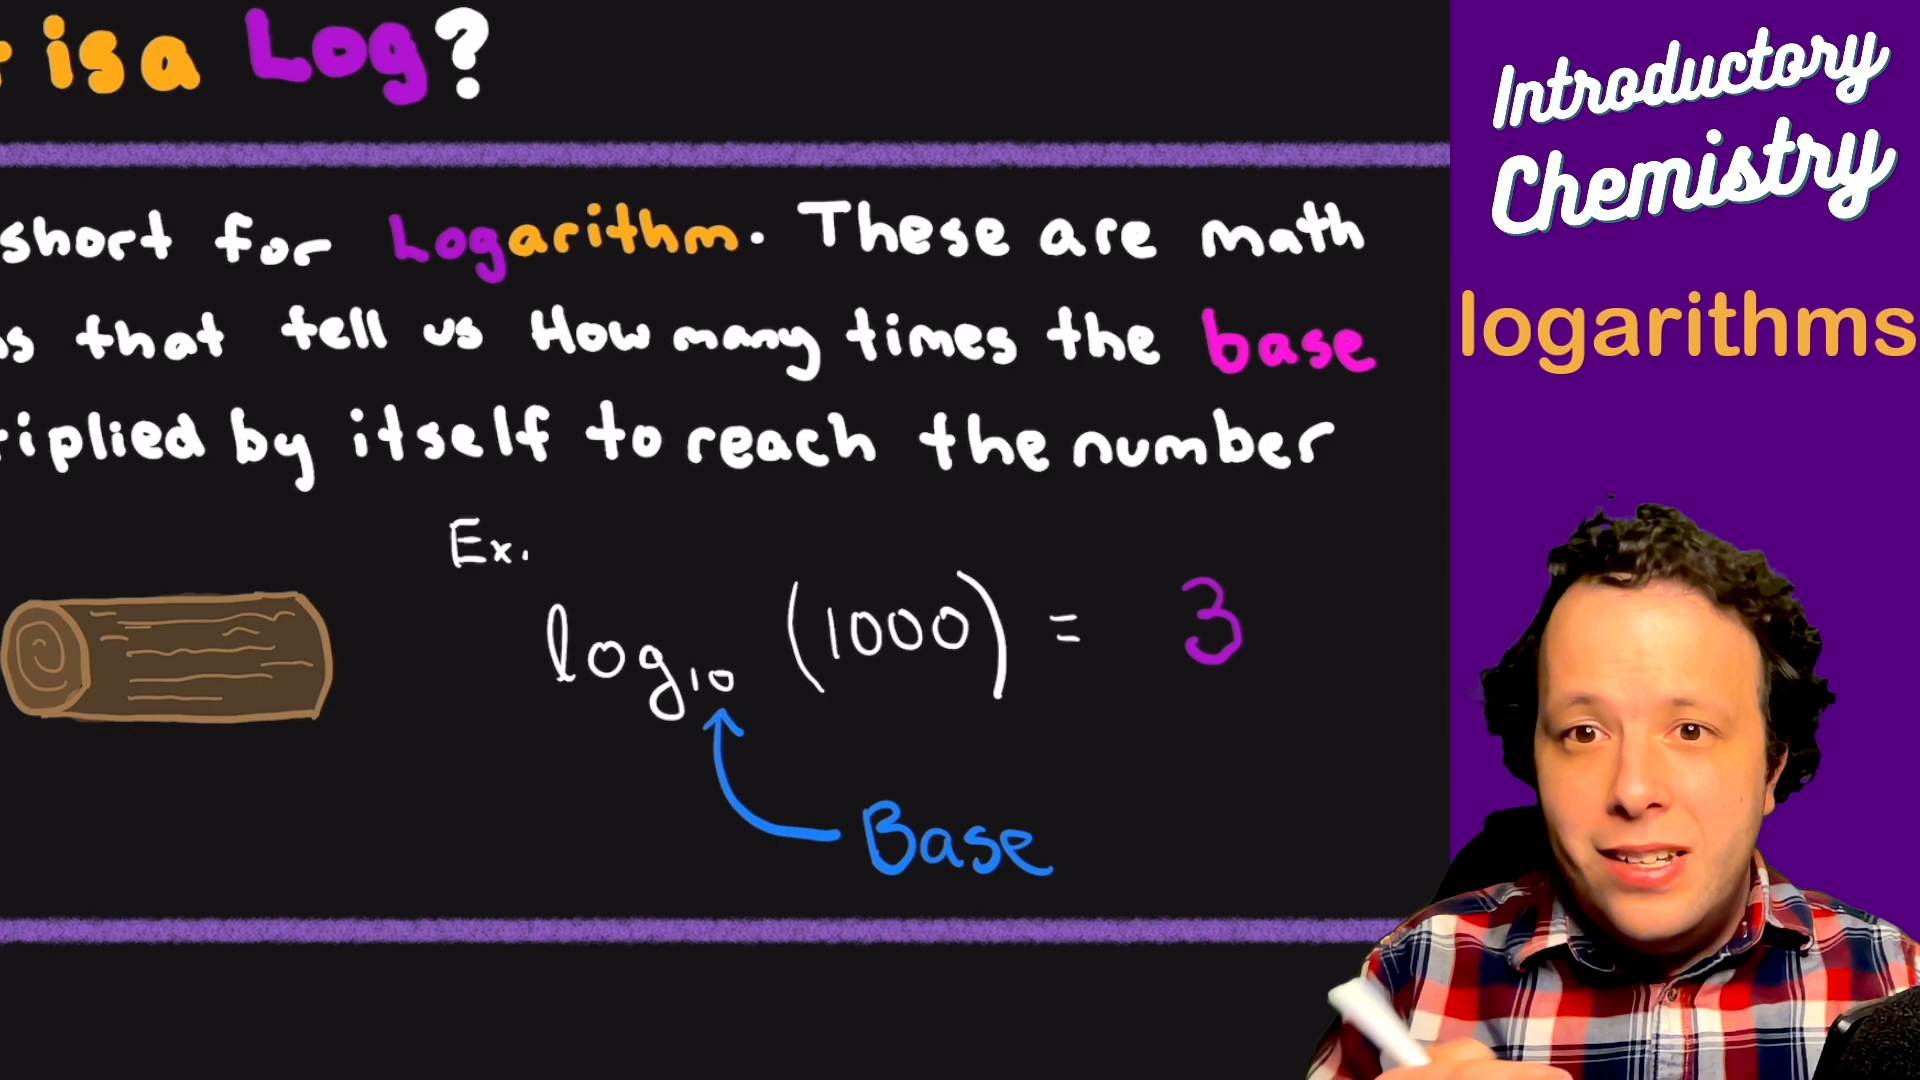 is a Log?
short for Logarithm. These are math
that tell us How many times the base
by itself to reach the number
Ex.
log₁₀ (1000) = 3
Base
Introductory
Chemistry
logarithms